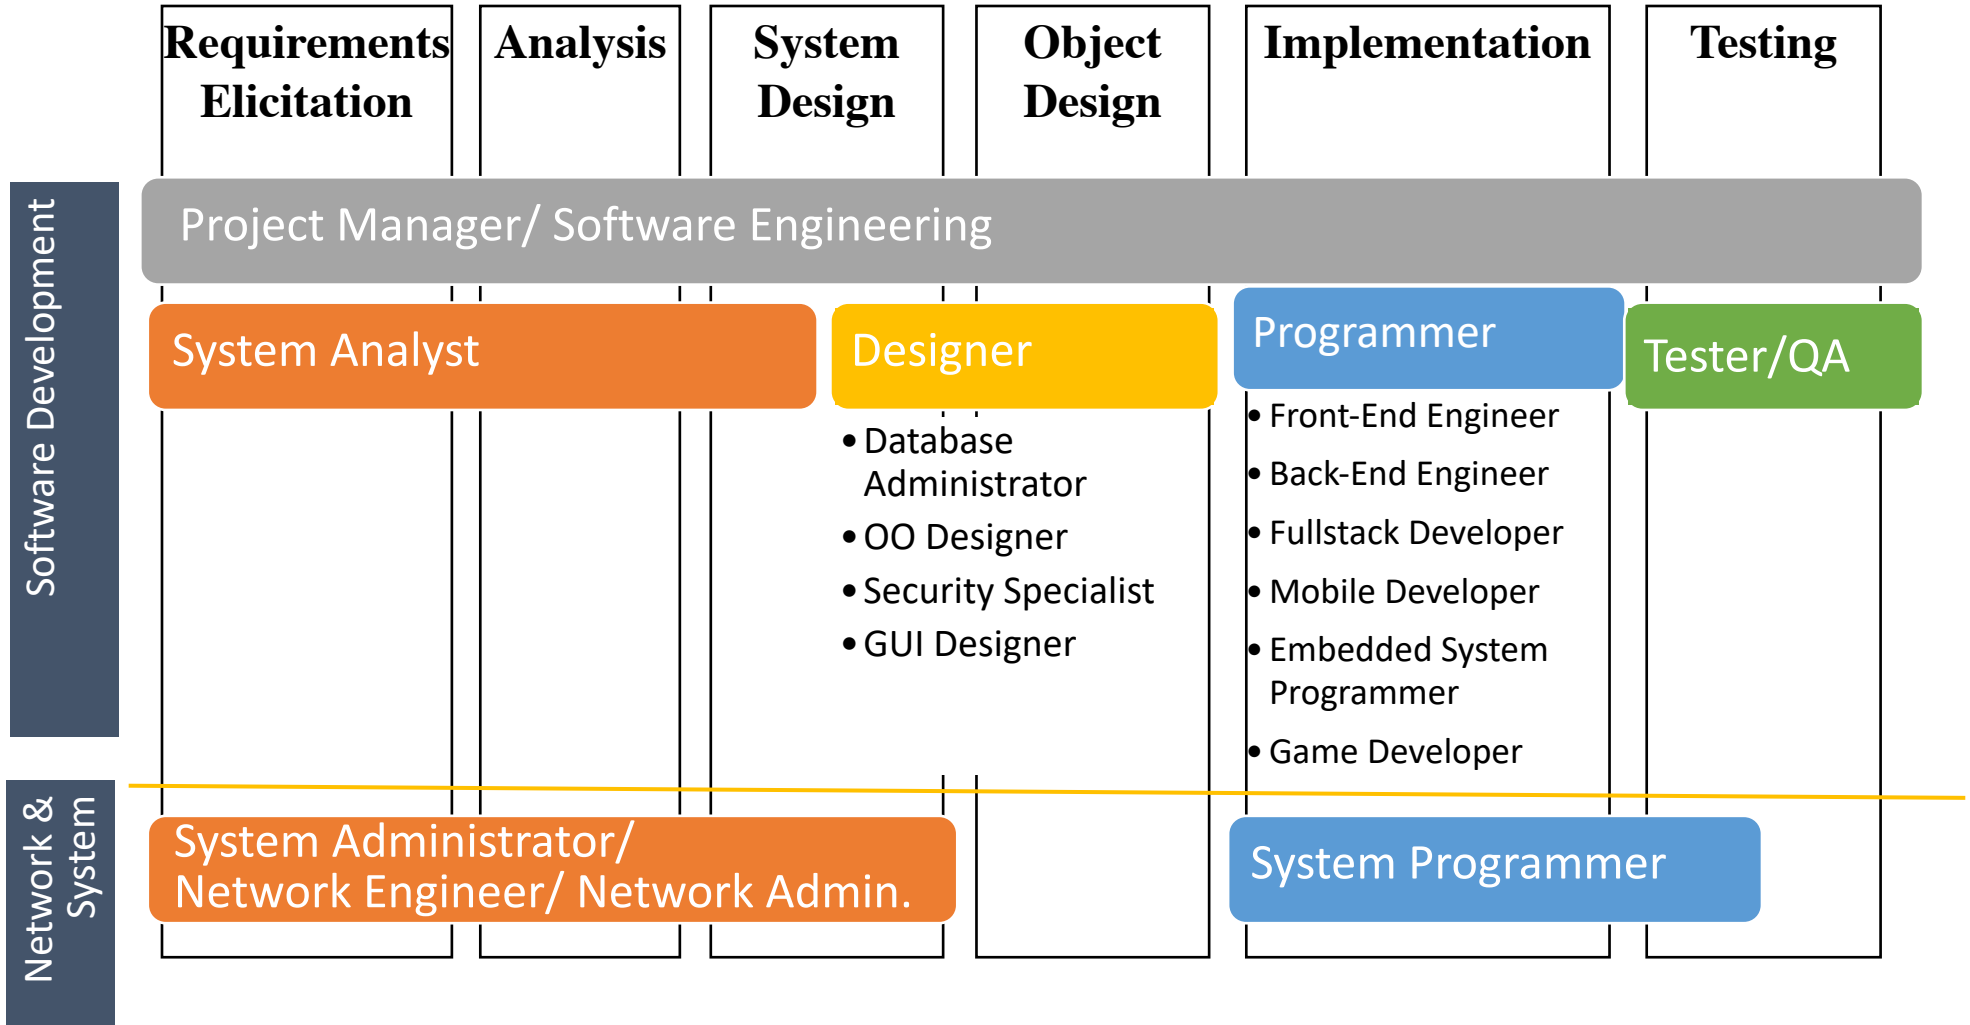 Requirements
Elicitation
Analysis
System
Design
Object
Design
Implementation
Testing
Software Development
Project Manager/ Software Engineering
System Analyst
Designer
• Database
Administrator
• OO Designer
• Security Specialist
• GUI Designer
Programmer
• Front-End Engineer
• Back-End Engineer
• Fullstack Developer
• Mobile Developer
• Embedded System
Programmer
• Game Developer
Tester/QA
Network &
System
System Administrator/
Network Engineer/ Network Admin.
System Programmer